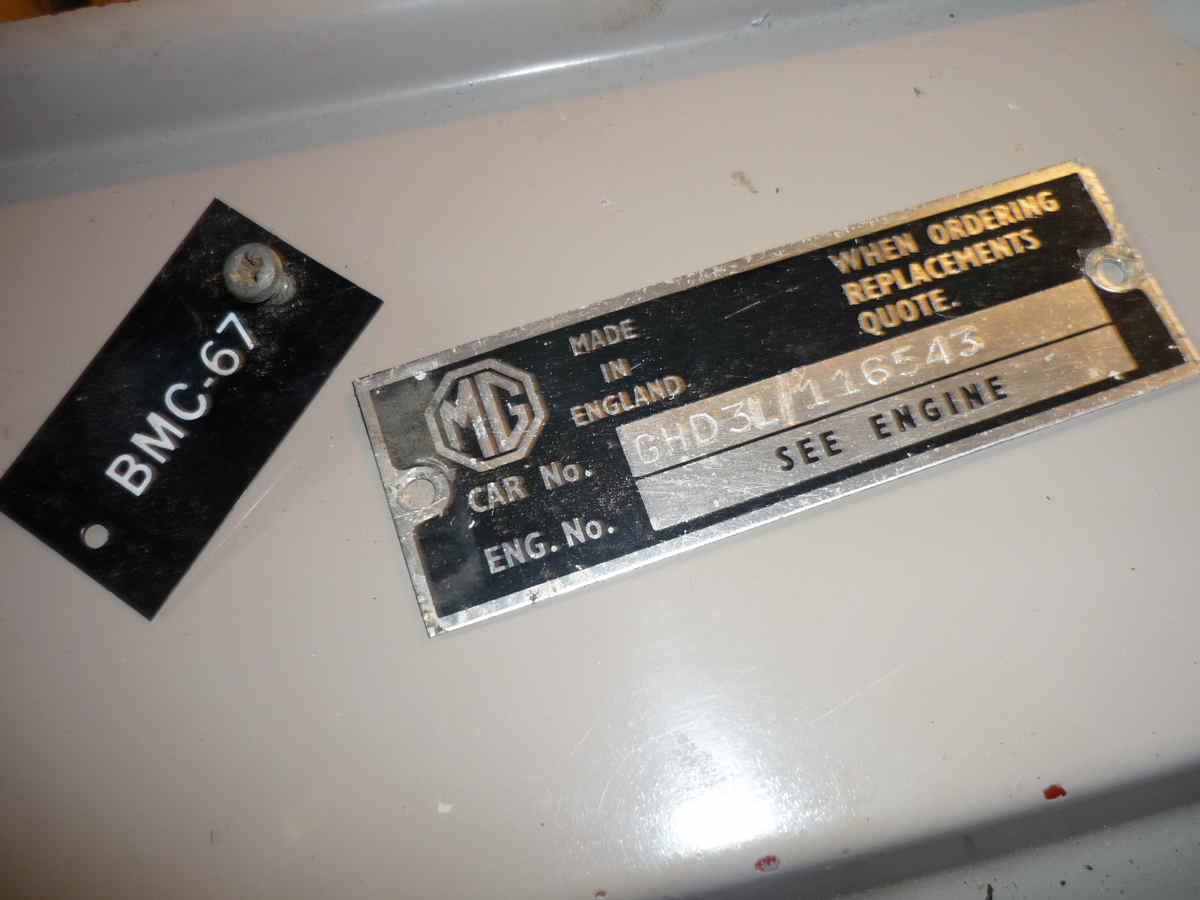 BMC-67
MG
MADE
IN
ENGLAND
WHEN ORDERING
REPLACEMENTS
QUOTE.
CAR No. GHD3L/116543
ENG. No. SEE ENGINE